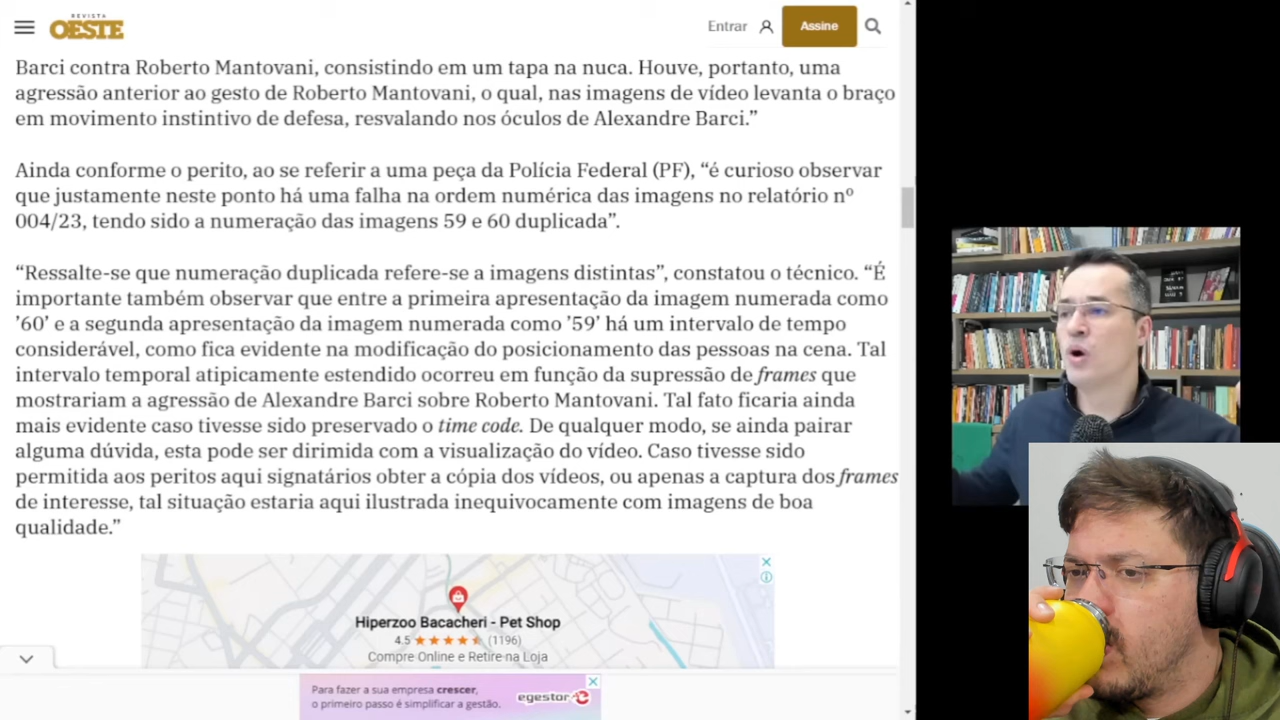 REVISTA
OESTE
Entrar
Assine
Barci contra Roberto Mantovani, consistindo em um tapa na nuca. Houve, portanto, uma
agressão anterior ao gesto de Roberto Mantovani, o qual, nas imagens de vídeo levanta o braço
em movimento instintivo de defesa, resvalando nos óculos de Alexandre Barci.”
Ainda conforme o perito, ao se referir a uma peça da Polícia Federal (PF), “é curioso observar
que justamente neste ponto há uma falha na ordem numérica das imagens no relatório nº
004/23, tendo sido a numeração das imagens 59 e 60 duplicada”.
“Ressalte-se que numeração duplicada refere-se a imagens distintas”, constatou o técnico. “É
importante também observar que entre a primeira apresentação da imagem numerada como
’60’ e a segunda apresentação da imagem numerada como ’59’ há um intervalo de tempo
considerável, como fica evidente na modificação do posicionamento das pessoas na cena. Tal
intervalo temporal atipicamente estendido ocorreu em função da supressão de frames que
mostrariam a agressão de Alexandre Barci sobre Roberto Mantovani. Tal fato ficaria ainda
mais evidente caso tivesse sido preservado o time code. De qualquer modo, se ainda pairar
alguma dúvida, esta pode ser dirimida com a visualização do vídeo. Caso tivesse sido
permitida aos peritos aqui signatários obter a cópia dos vídeos, ou apenas a captura dos frames
de interesse, tal situação estaria aqui ilustrada inequivocamente com imagens de boa
qualidade.”
Hiperzoo Bacacheri - Pet Shop
4.5 ★★★★★ (1196)
Compre Online e Retire na Loja
Para fazer a sua empresa crescer,
o primeiro passo é simplificar a gestão.
egestor